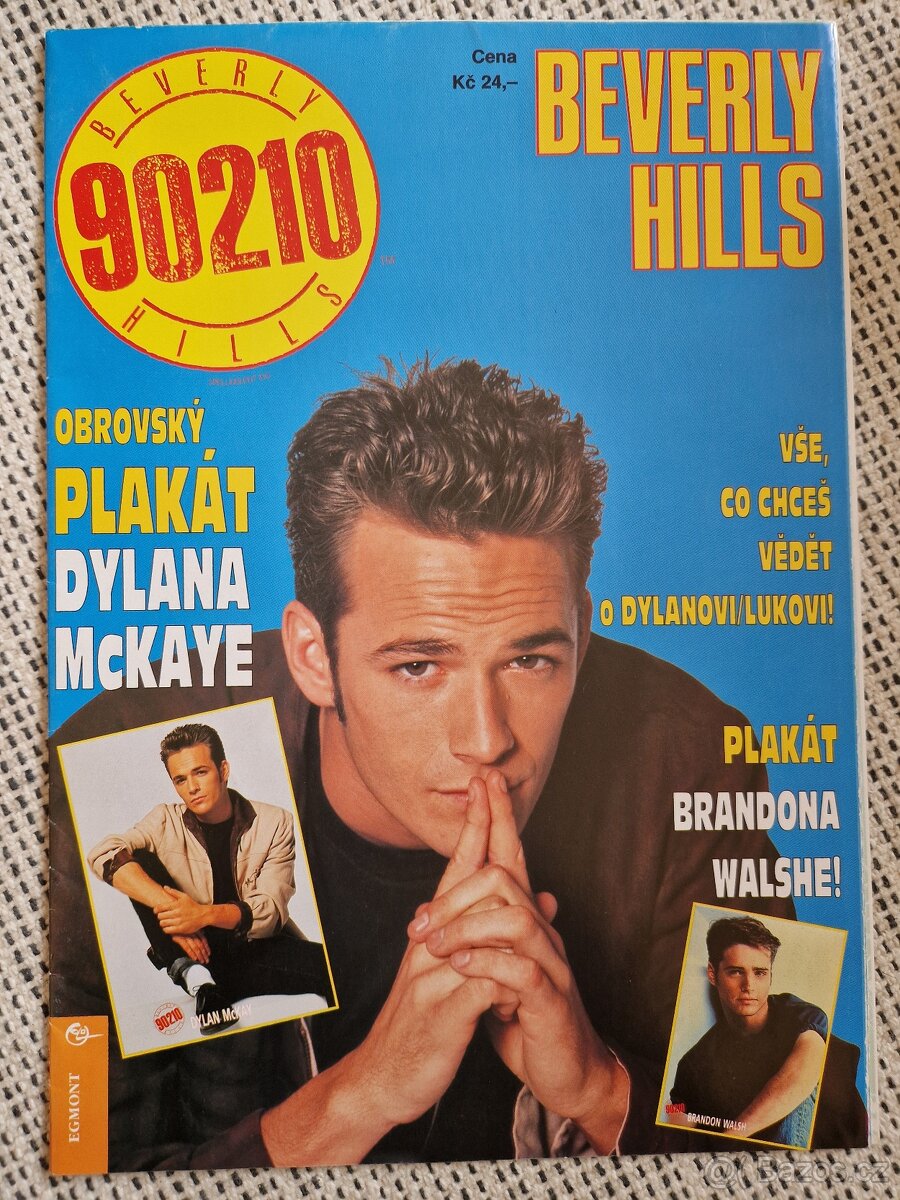 Cena
Kč 24,–
BEVERLY
HILLS
BEVERLY
90210
HILLS
OBROVSKÝ
PLAKÁT
DYLANA
McKAYE
VŠE,
CO CHCEŠ
VĚDĚT
O DYLANOVI/LUKOVI!
PLAKÁT
BRANDONA
WALSHE!
90210
DYLAN McKAY
90210
BRANDON WALSH
EGMONT
Bazos.cz